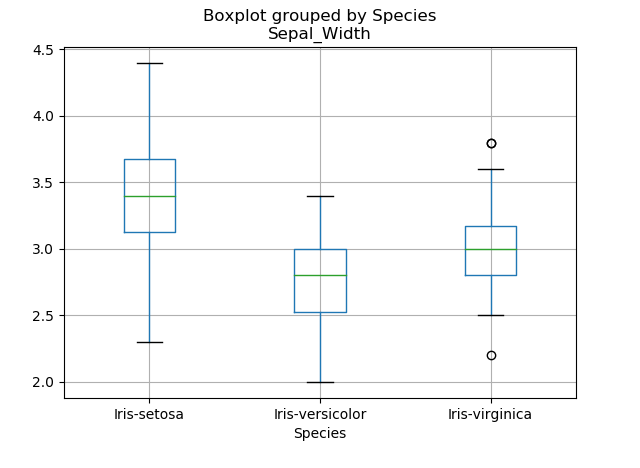 Boxplot grouped by Species
Sepal_Width
4.5
4.0
3.5
3.0
2.5
2.0
Iris-setosa Iris-versicolor Iris-virginica
Species